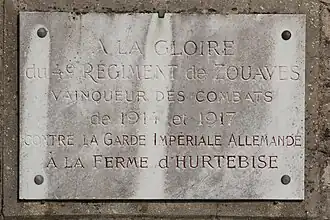 A LA GLOIRE
du 4e RÉGIMENT de ZOUAVES
VAINQUEUR DES COMBATS
de 1914 et 1917
CONTRE LA GARDE IMPÉRIALE ALLEMANDE
À LA FERME d'HURTEBISE